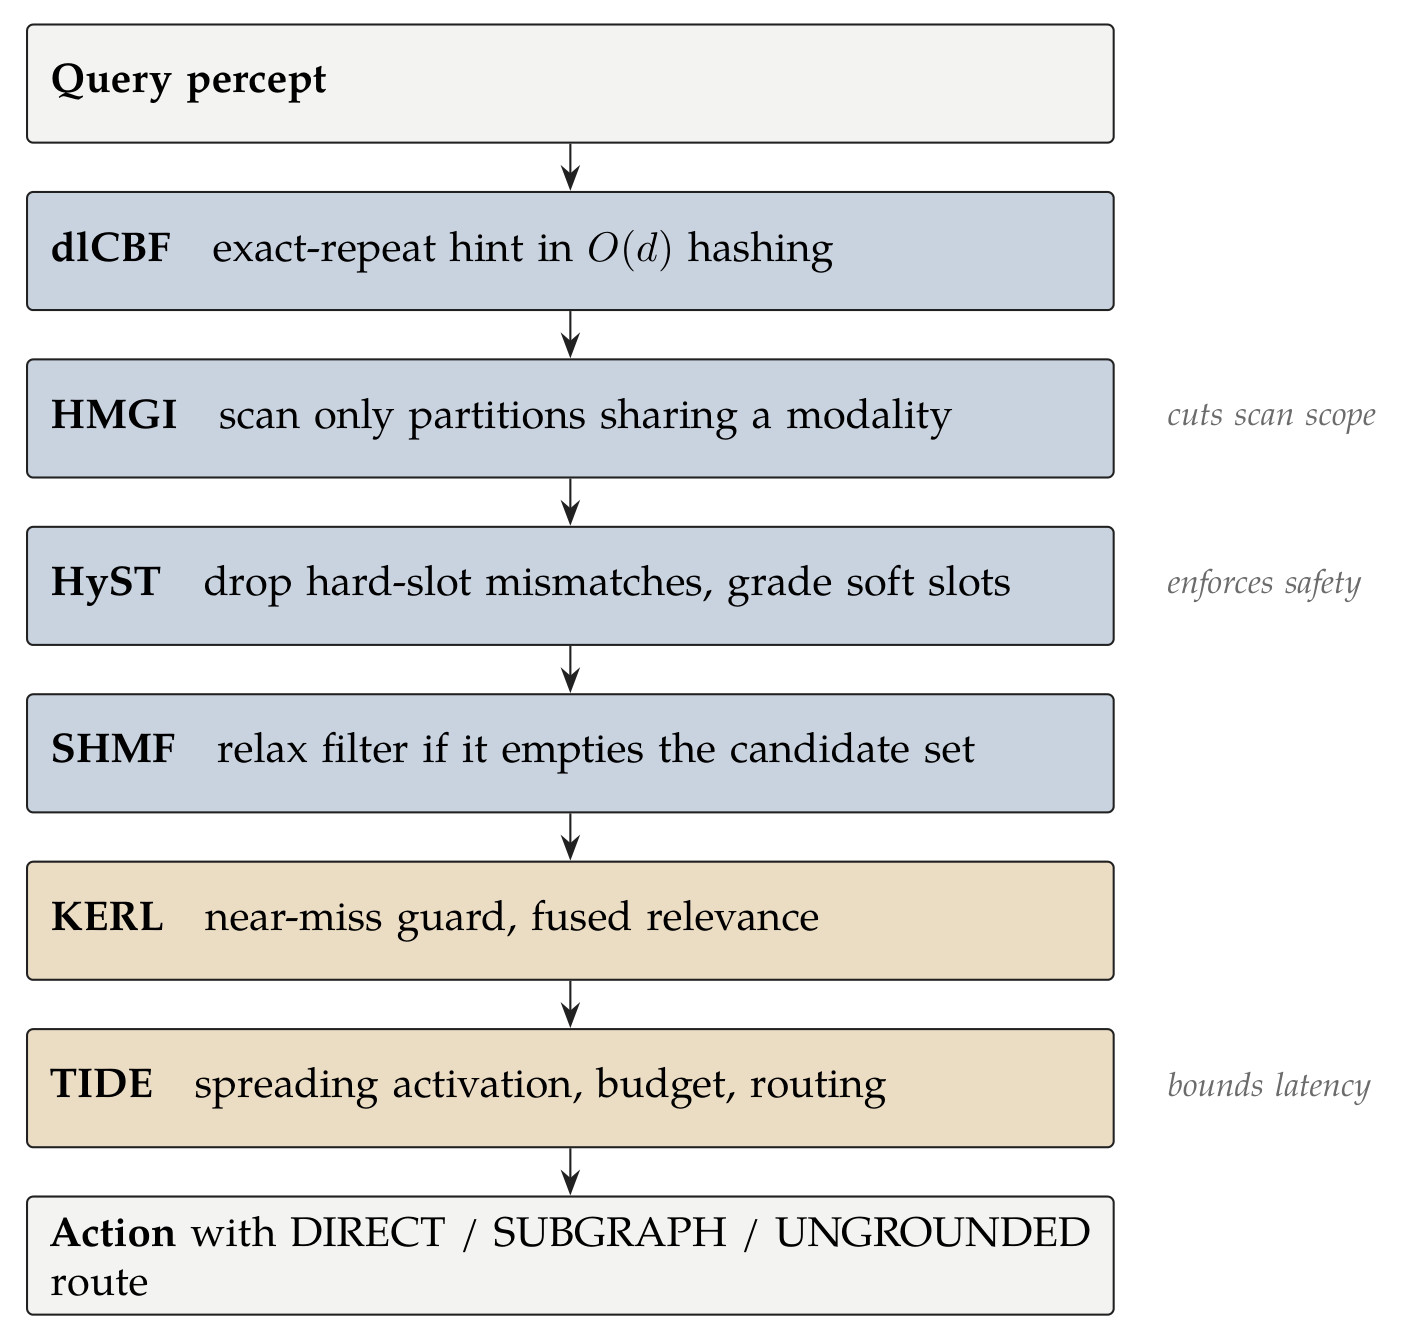 Query percept
dlCBF exact-repeat hint in O(d) hashing
HMGI scan only partitions sharing a modality
cuts scan scope
HyST drop hard-slot mismatches, grade soft slots
enforces safety
SHMF relax filter if it empties the candidate set
KERL near-miss guard, fused relevance
TIDE spreading activation, budget, routing
bounds latency
Action with DIRECT / SUBGRAPH / UNGROUNDED
route